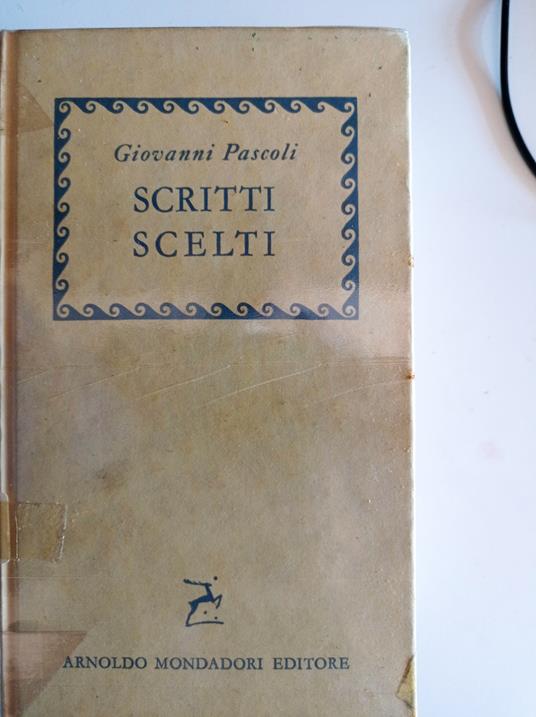 Giovanni Pascoli
SCRITTI
SCELTI
ARNOLDO MONDADORI EDITORE